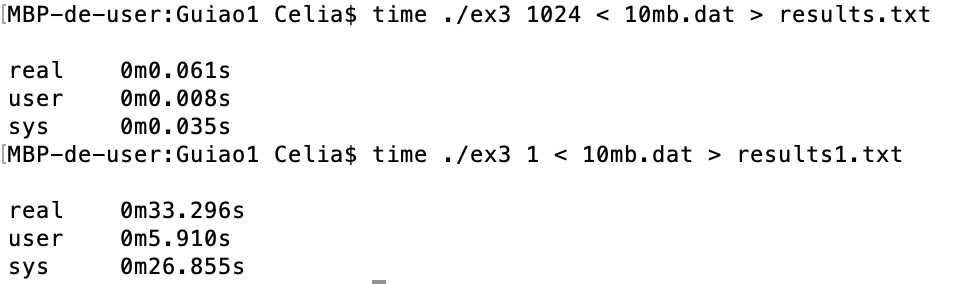 [MBP-de-user:Guiao1 Celia$ time ./ex3 1024 < 10mb.dat > results.txt
real 0m0.061s
user 0m0.008s
sys 0m0.035s
[MBP-de-user:Guiao1 Celia$ time ./ex3 1 < 10mb.dat > results1.txt
real 0m33.296s
user 0m5.910s
sys 0m26.855s